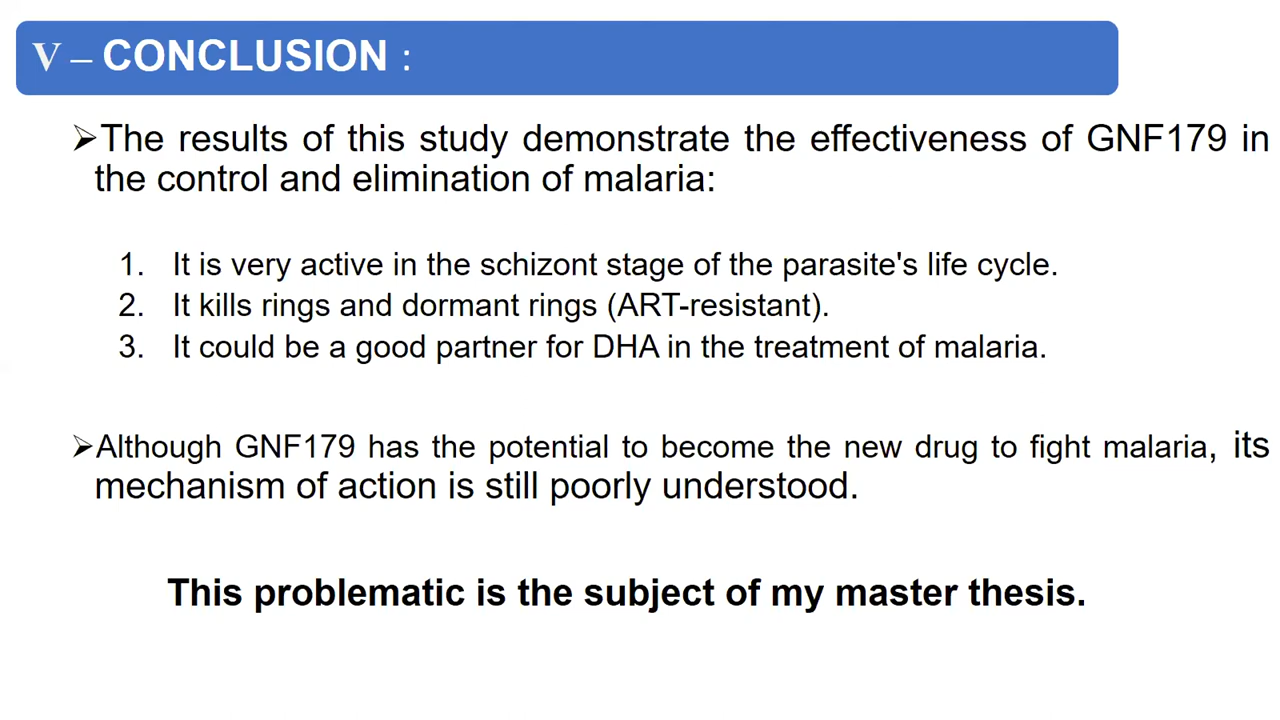 V – CONCLUSION :
➢The results of this study demonstrate the effectiveness of GNF179 in
the control and elimination of malaria:
1. It is very active in the schizont stage of the parasite's life cycle.
2. It kills rings and dormant rings (ART-resistant).
3. It could be a good partner for DHA in the treatment of malaria.
➢Although GNF179 has the potential to become the new drug to fight malaria, its
mechanism of action is still poorly understood.
This problematic is the subject of my master thesis.